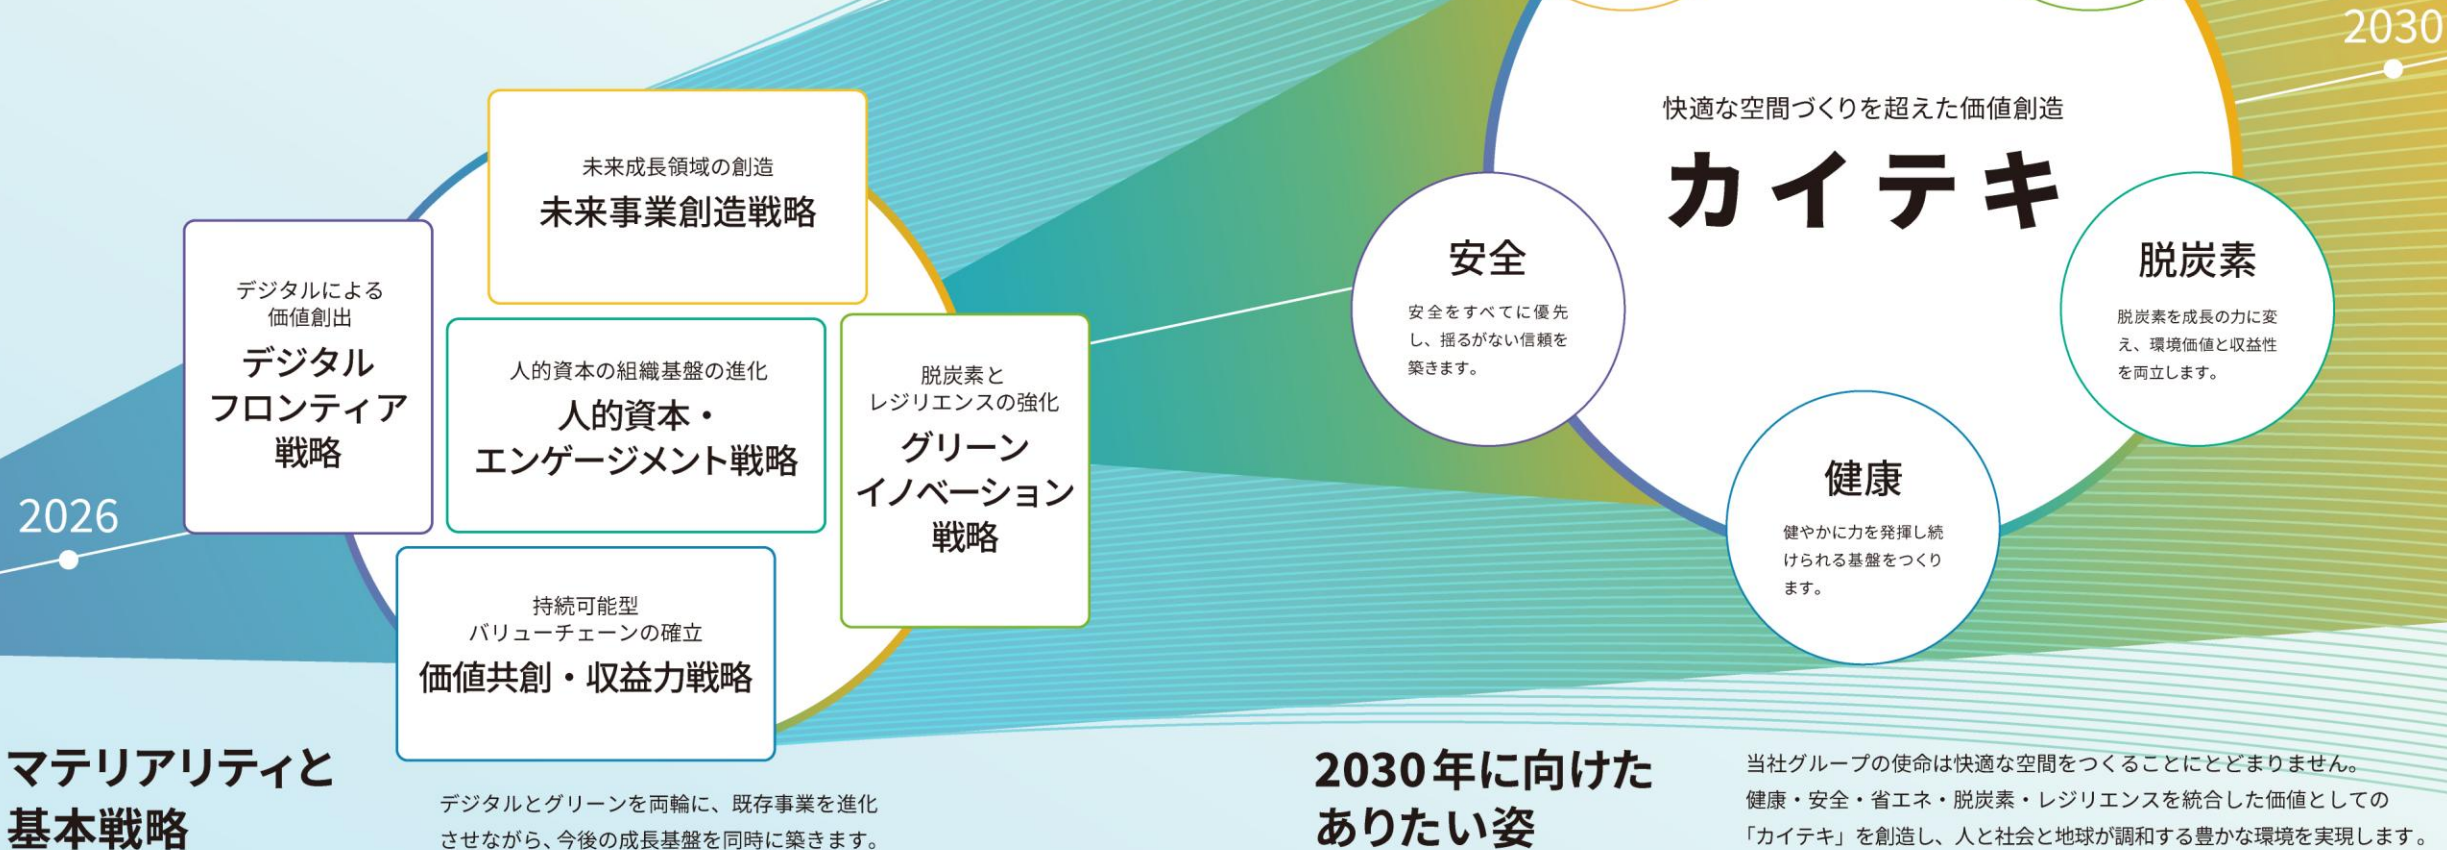 2030
快適な空間づくりを超えた価値創造
カイテキ
未来成長領域の創造
未来事業創造戦略
デジタルによる
価値創出
デジタル
フロンティア
戦略
人的資本の組織基盤の進化
人的資本・
エンゲージメント戦略
脱炭素と
レジリエンスの強化
グリーン
イノベーション
戦略
持続可能型
バリューチェーンの確立
価値共創・収益力戦略
2026
安全
安全をすべてに優先
し、揺るがない信頼を
築きます。
脱炭素
脱炭素を成長の力に変
え、環境価値と収益性
を両立します。
健康
健やかに力を発揮し続
けられる基盤をつくり
ます。
マテリアリティと
基本戦略
デジタルとグリーンを両輪に、既存事業を進化
させながら、今後の成長基盤を同時に築きます。
2030年に向けた
ありたい姿
当社グループの使命は快適な空間をつくることにとどまりません。
健康・安全・省エネ・脱炭素・レジリエンスを統合した価値としての
「カイテキ」を創造し、人と社会と地球が調和する豊かな環境を実現します。